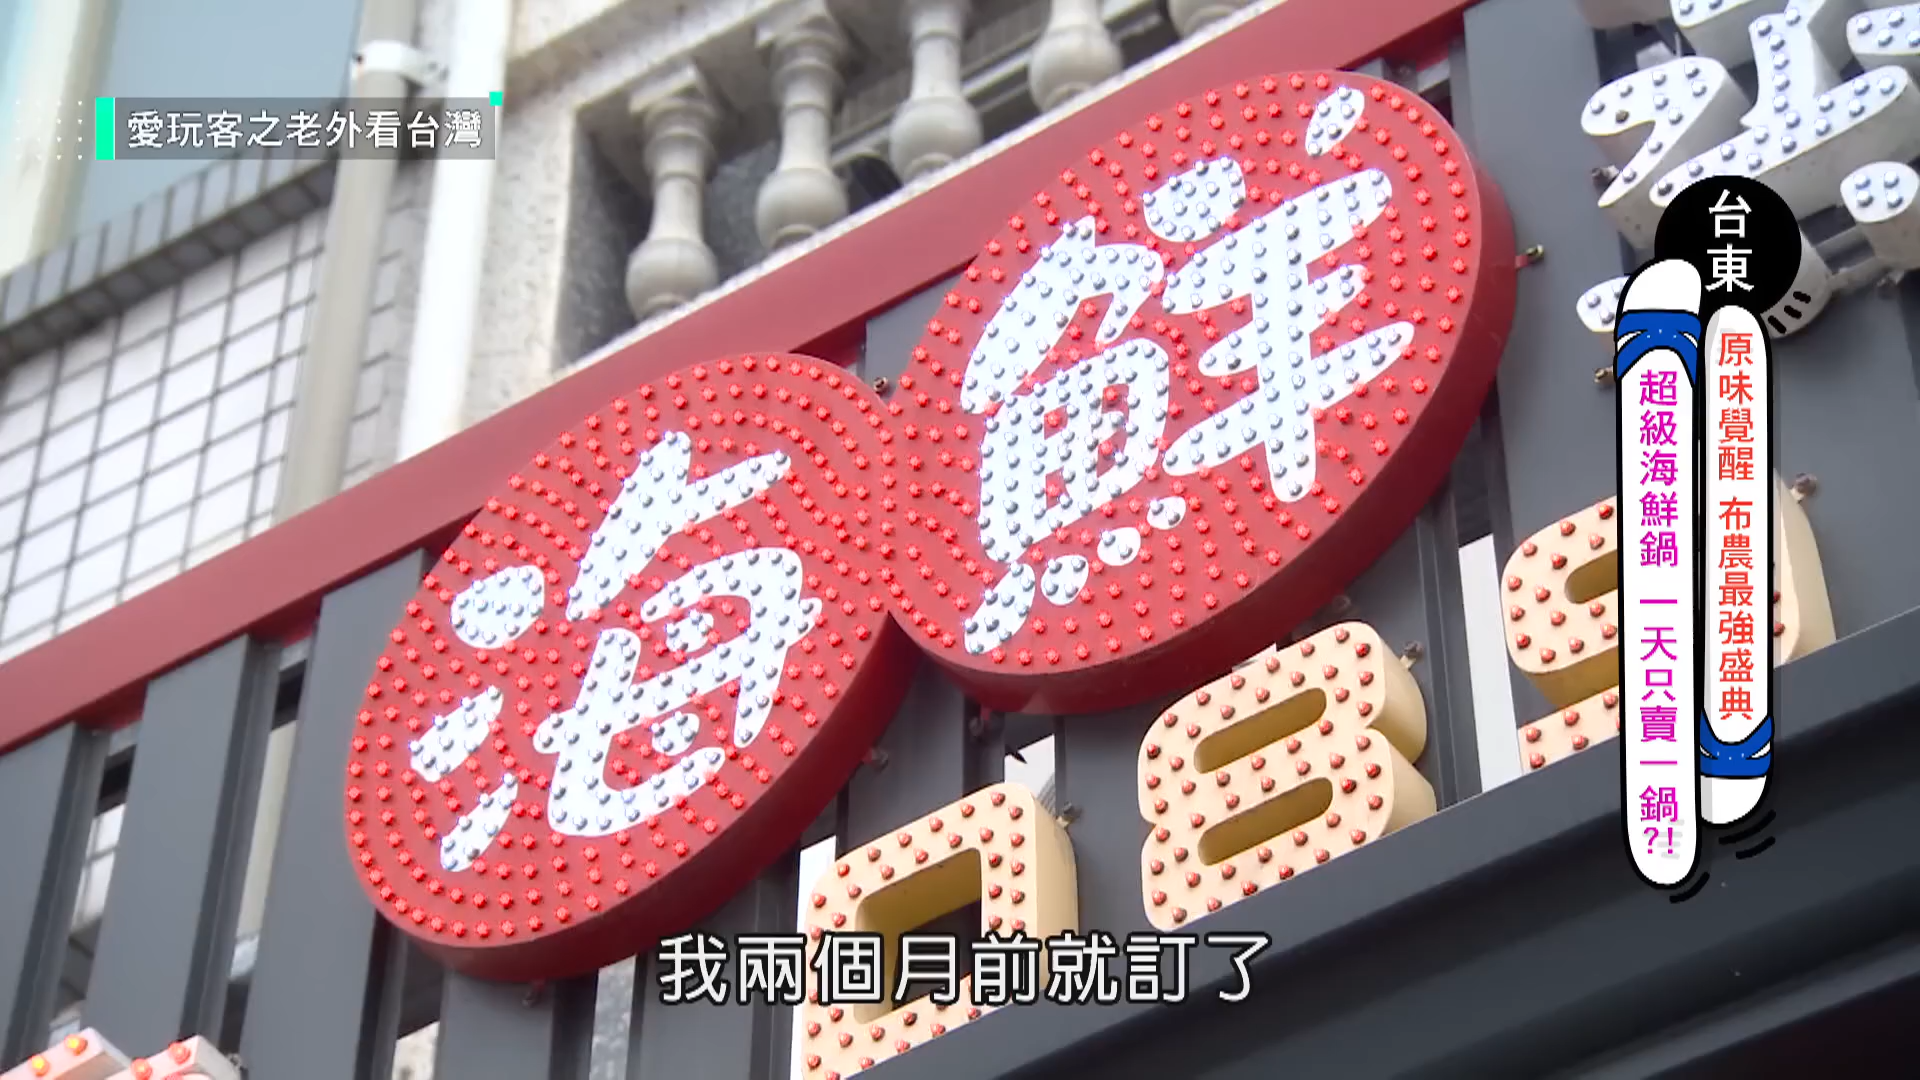 愛玩客之老外看台灣
海鮮
089
台東
原味覺醒 布農最強盛典
超級海鮮鍋 一天只賣一鍋?!
我兩個月前就訂了